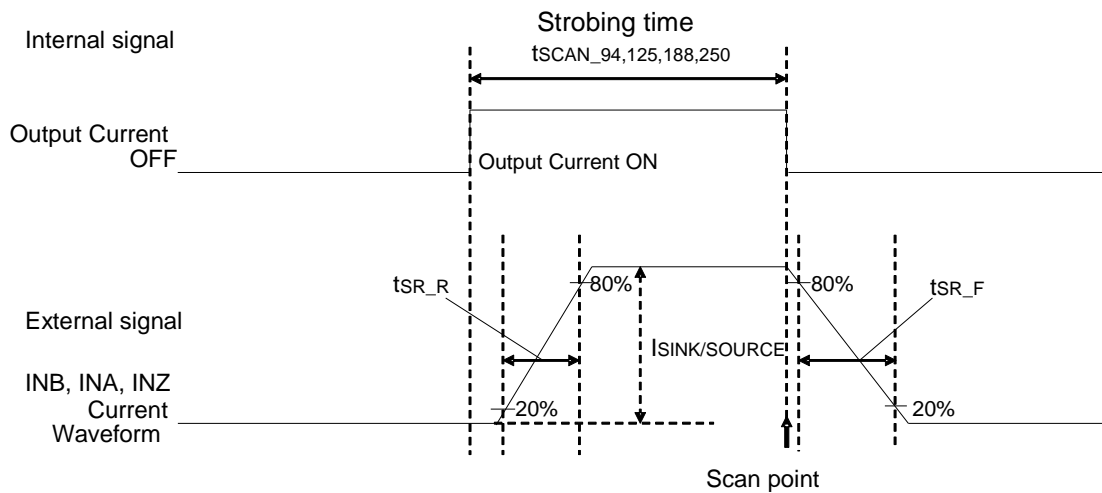 Strobing time
Internal signal
tSCAN_94,125,188,250
Output Current
OFF
Output Current ON
tSR_R
80%
80%
tSR_F
External signal
ISINK/SOURCE
INB, INA, INZ
Current
Waveform
20%
20%
Scan point